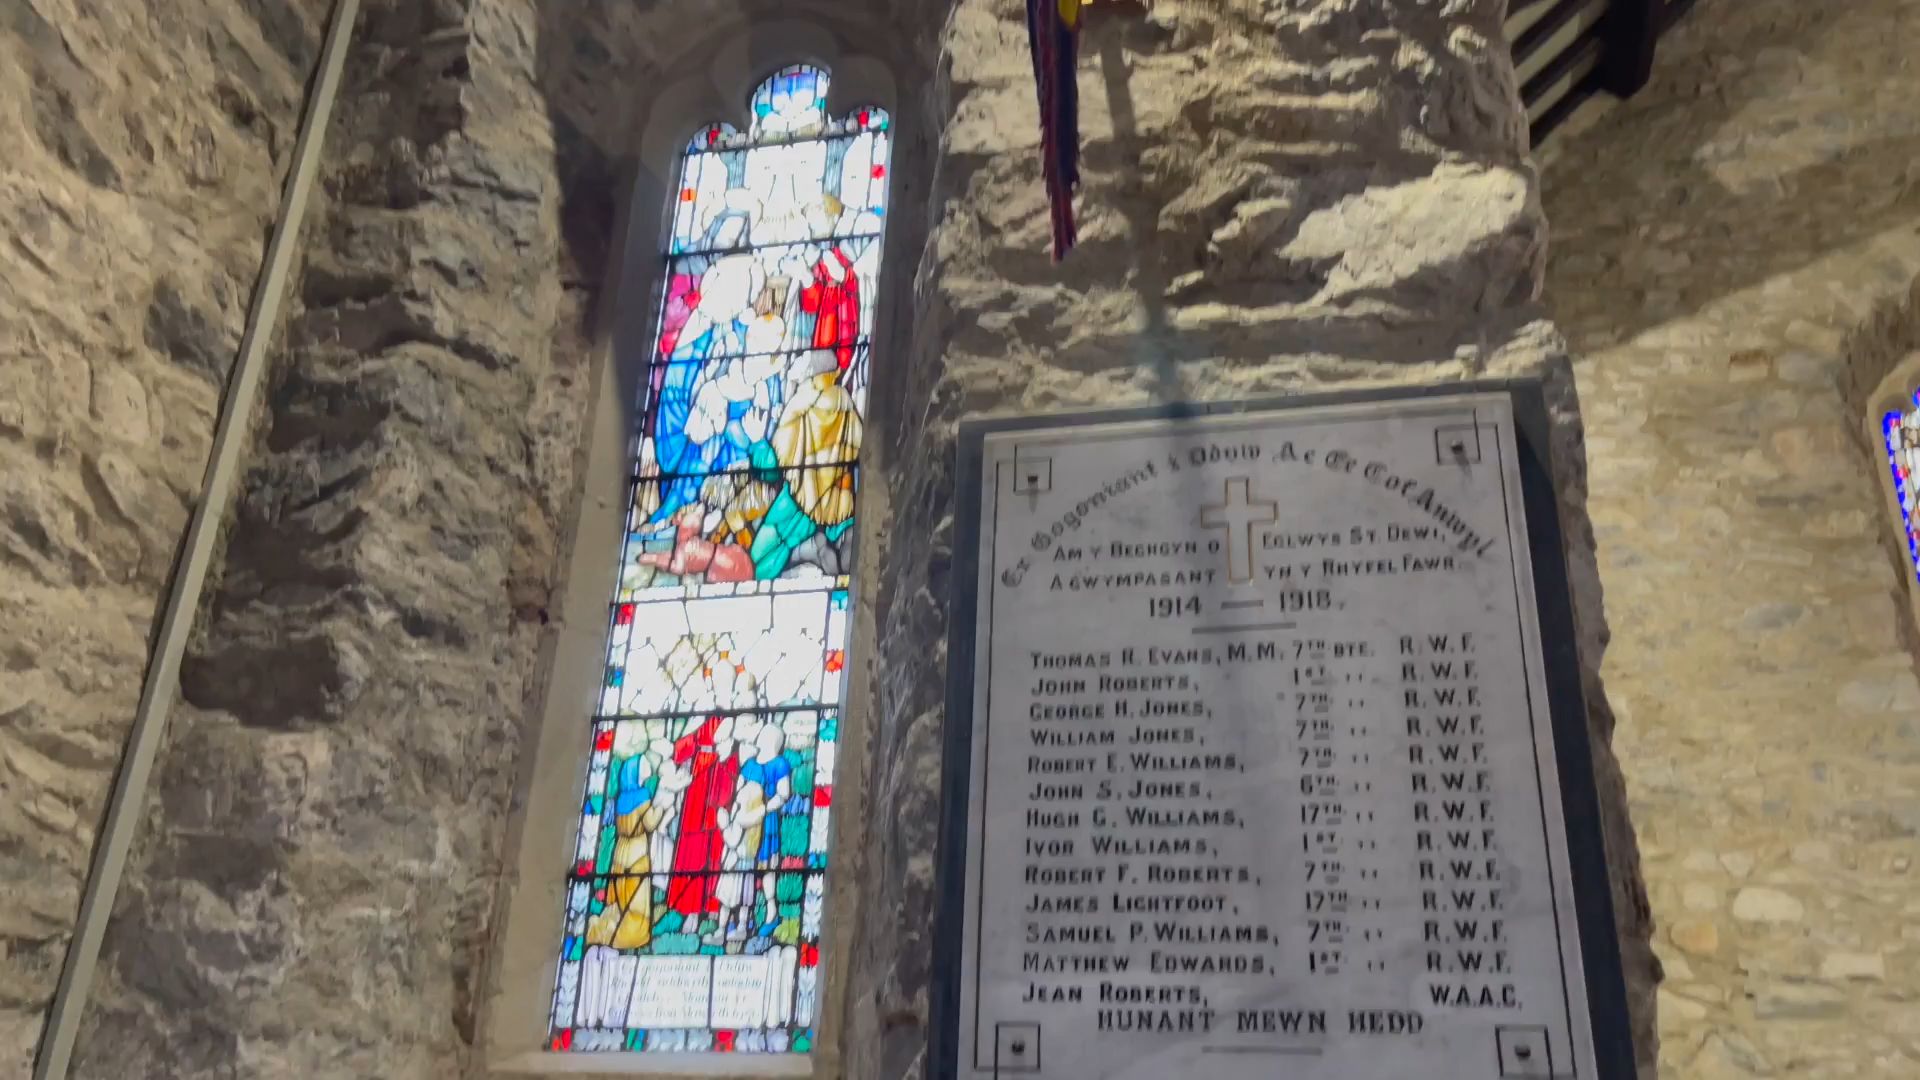 Er Gogoniant i Dduw Ac Er Cof Anwyl
AM Y BECHGYN O EGLWYS ST. DEWI,
A GWYMPASANT YN Y RHYFEL FAWR.
1914 — 1918.
THOMAS R. EVANS, M.M. 7TH BTE. R.W.F.
JOHN ROBERTS, 1ST ,, R.W.F.
GEORGE H. JONES, 7TH ,, R.W.F.
WILLIAM JONES, 7TH ,, R.W.F.
ROBERT E. WILLIAMS, 7TH ,, R.W.F.
JOHN S. JONES, 6TH ,, R.W.F.
HUGH G. WILLIAMS, 17TH ,, R.W.F.
IVOR WILLIAMS, 1ST ,, R.W.F.
ROBERT F. ROBERTS, 7TH ,, R.W.F.
JAMES LIGHTFOOT, 17TH ,, R.W.F.
SAMUEL P. WILLIAMS, 7TH ,, R.W.F.
MATTHEW EDWARDS, 1ST ,, R.W.F.
JEAN ROBERTS, W.A.A.C.
HUNANT MEWN HEDD